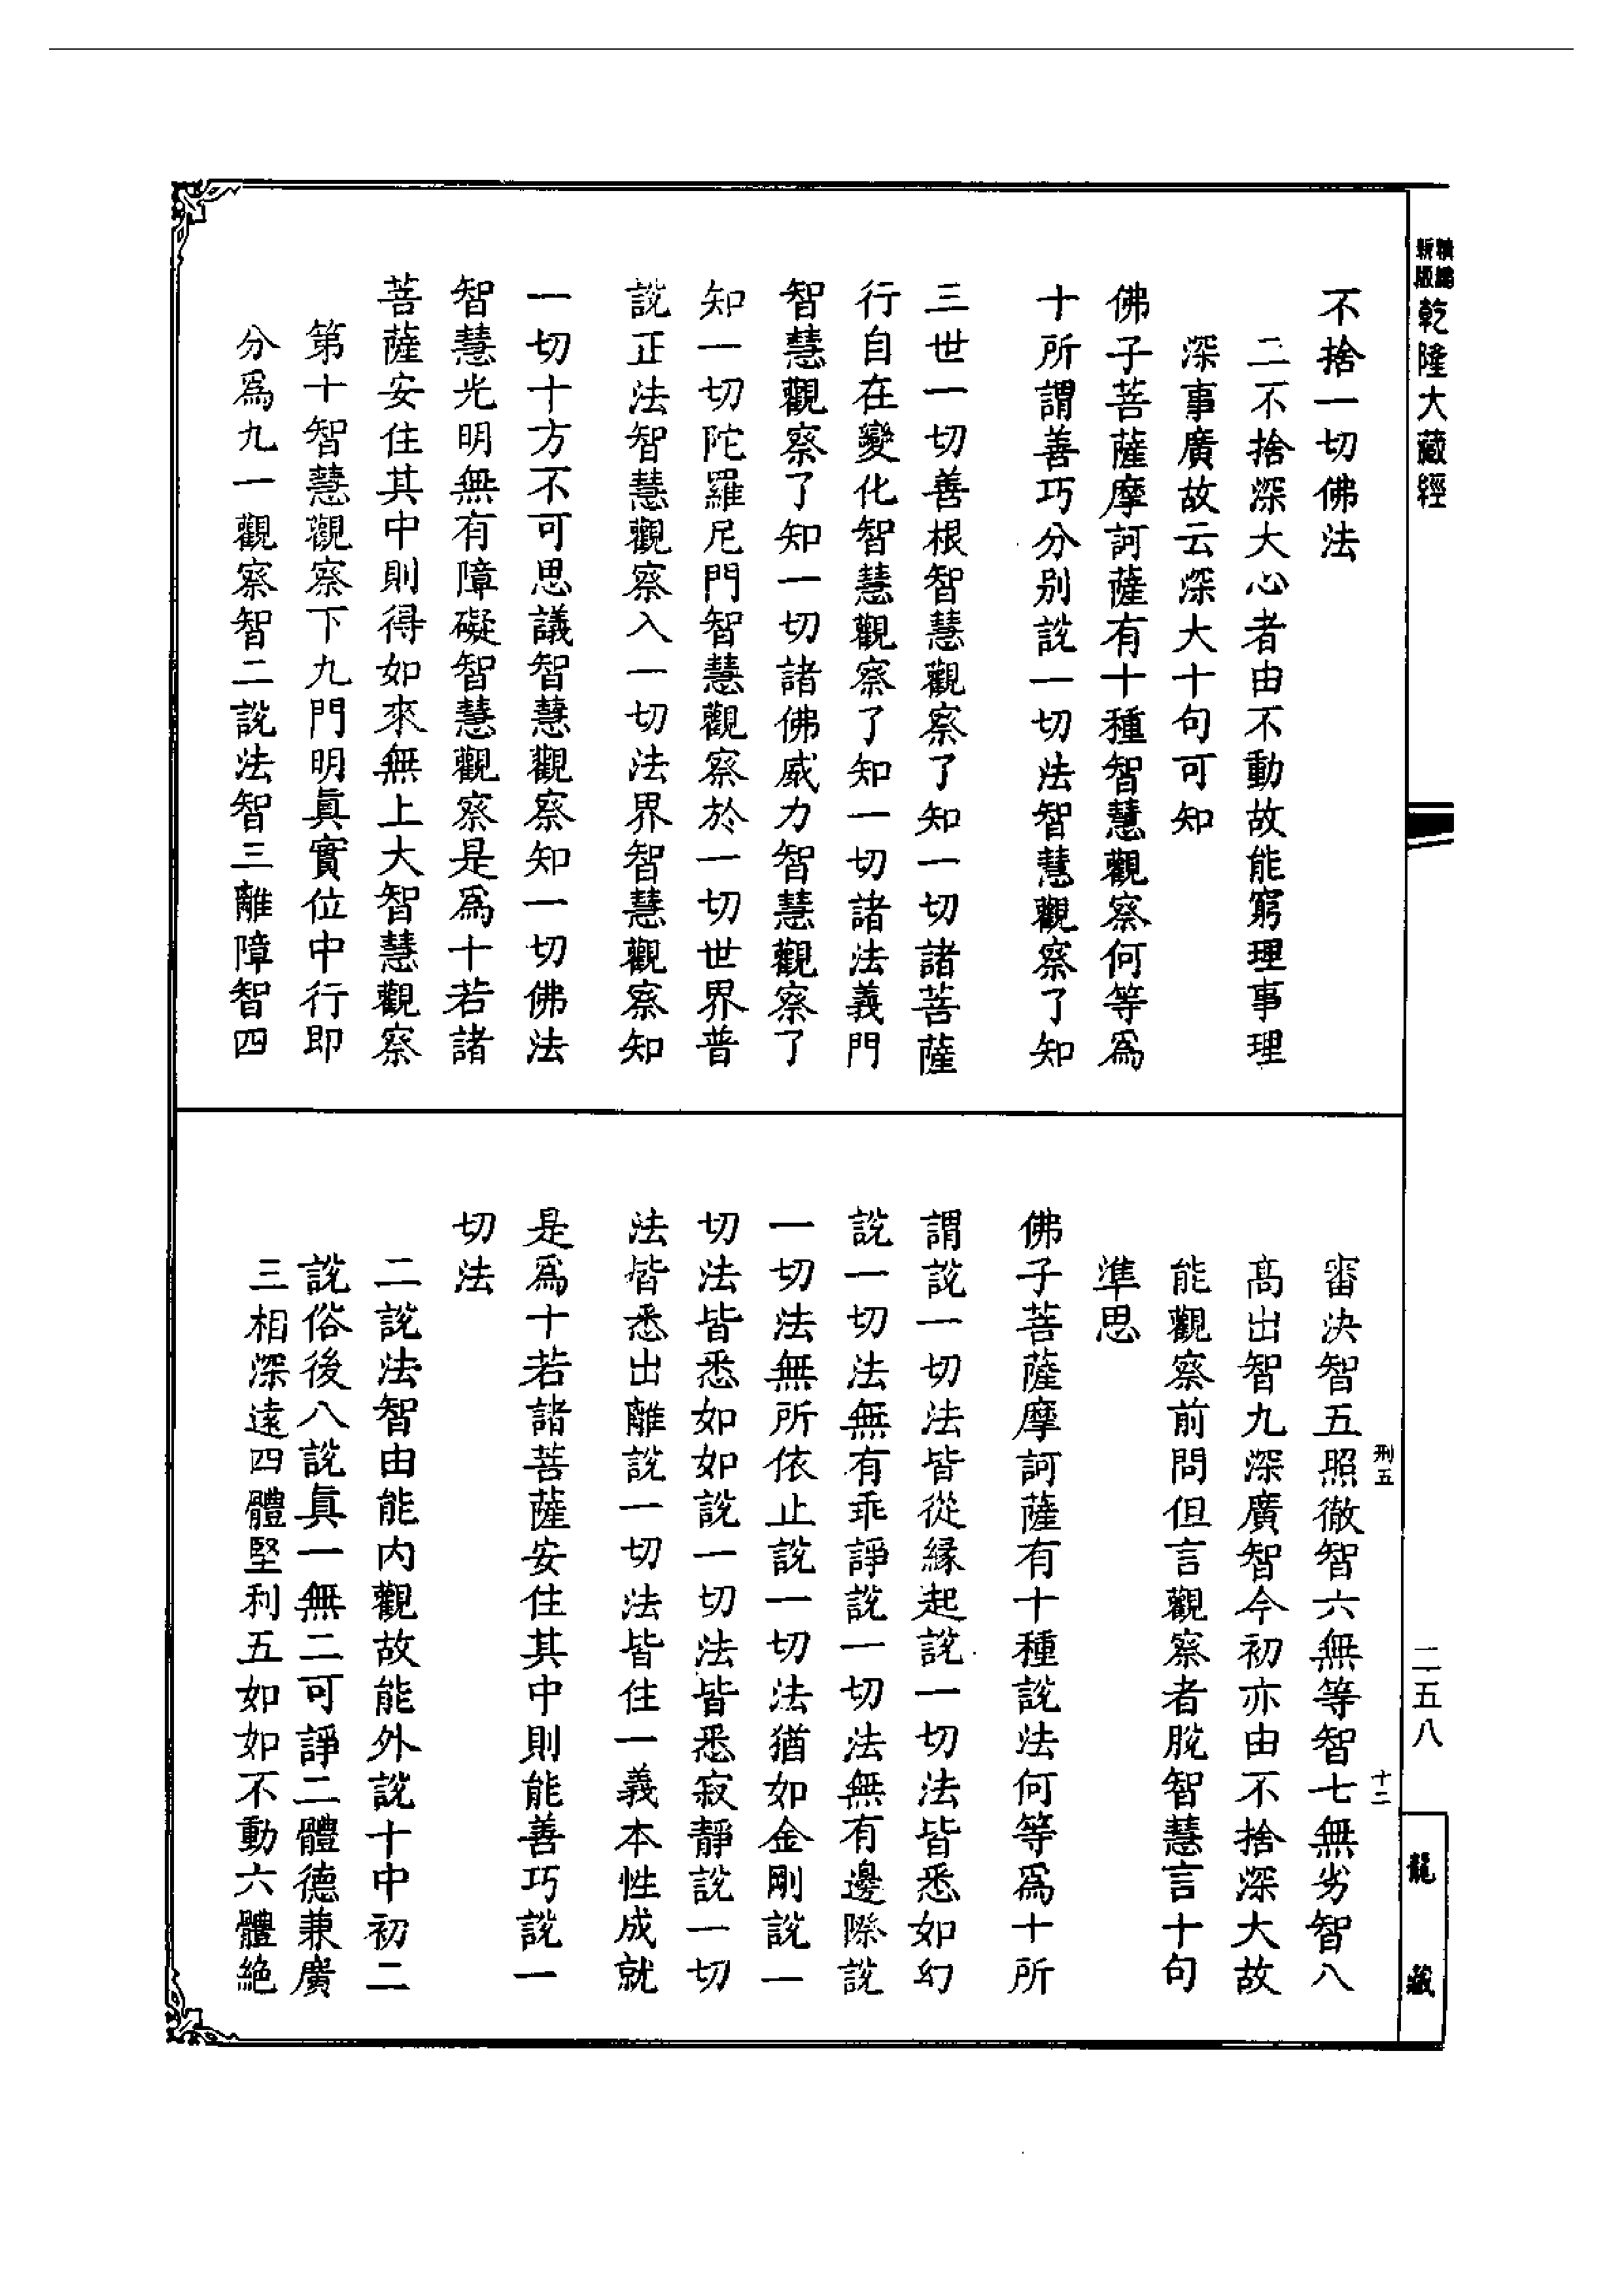 精編
新版
乾隆大藏經
不捨一切佛法
二不捨深大心者由不動故能窮理事理
深事廣故云深大十句可知
佛子菩薩摩訶薩有十種智慧觀察何等為
十所謂善巧分別說一切法智慧觀察了知
三世一切善根智慧觀察了知一切諸菩薩
行自在變化智慧觀察了知一切諸法義門
智慧觀察了知一切諸佛威力智慧觀察了
知一切陀羅尼門智慧觀察於一切世界普
說正法智慧觀察入一切法界智慧觀察知
一切十方不可思議智慧觀察知一切佛法
智慧光明無有障礙智慧觀察是為十若諸
菩薩安住其中則得如來無上大智慧觀察
第十智慧觀察下九門明真實位中行即
分為九一觀察智二說法智三離障智四
審決智五照徹智六無等智七無劣智八
高出智九深廣智今初亦由不捨深大故
能觀察前問但言觀察者脫智慧言十句
準思
佛子菩薩摩訶薩有十種說法何等為十所
謂說一切法皆從緣起說一切法皆悉如幻
說一切法無有乖諍說一切法無有邊際說
一切法無所依止說一切法猶如金剛說一
切法皆悉如如說一切法皆悉寂靜說一切
法皆悉出離說一切法皆住一義本性成就
是為十若諸菩薩安住其中則能善巧說一
切法
二說法智由能內觀故能外說十中初二
說俗後八說真一無二可諍二體德兼廣
三相深遠四體堅利五如如不動六體絕
刑五
十二
二五八
龍藏